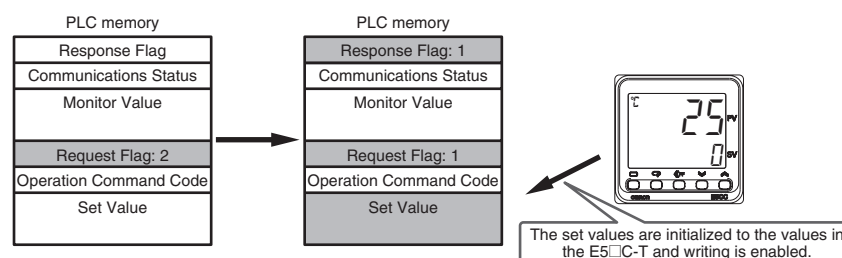 PLC memory
Response Flag
Communications Status
Monitor Value
Request Flag: 2
Operation Command Code
Set Value
PLC memory
Response Flag: 1
Communications Status
Monitor Value
Request Flag: 1
Operation Command Code
Set Value
°C
25
PV
0
SV
omron
E5CC
The set values are initialized to the values in
the E5□C-T and writing is enabled.